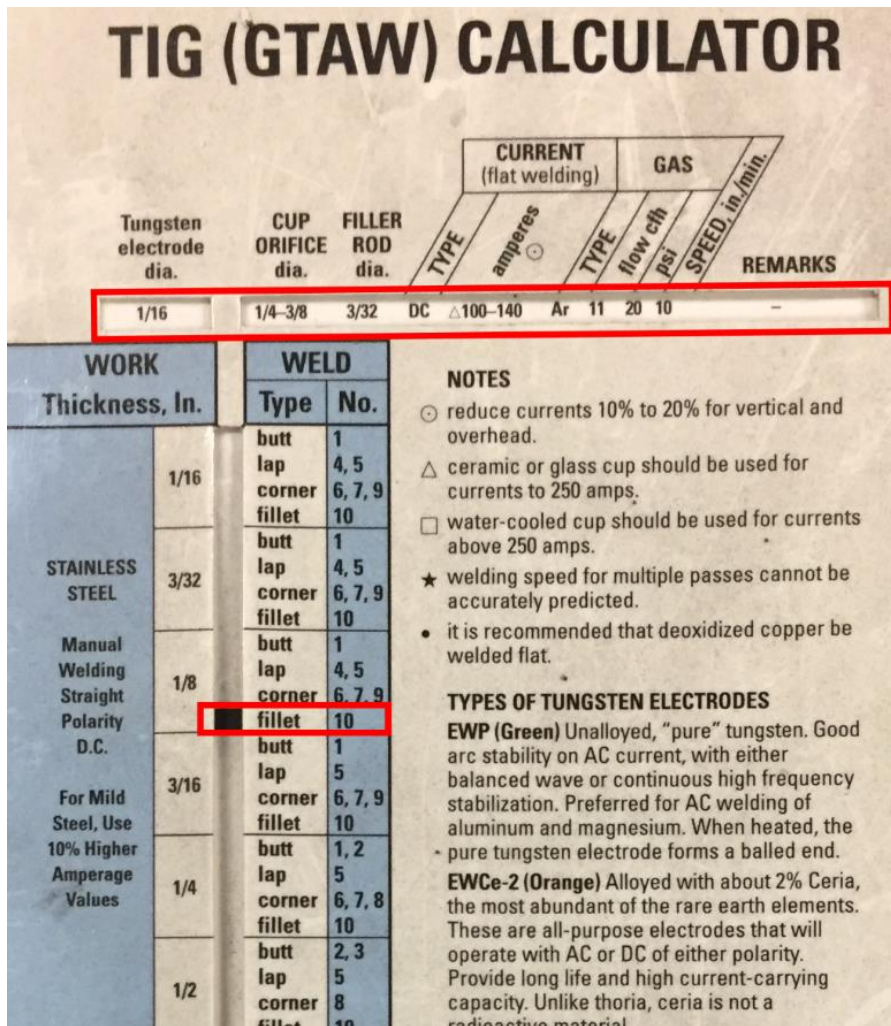 TIG (GTAW) CALCULATOR
Tungsten
electrode
dia.
CUP
ORIFICE
dia.
FILLER
ROD
dia.
CURRENT
(flat welding)
TYPE
amperes ⊙
GAS
TYPE
flow cfh
psi
SPEED, in./min.
REMARKS
1/16 1/4–3/8 3/32 DC △100–140 Ar 11 20 10 –
WORK
Thickness, In.
WELD
Type No.
STAINLESS
STEEL
Manual
Welding
Straight
Polarity
D.C.
For Mild
Steel, Use
10% Higher
Amperage
Values
1/16
butt 1
lap 4, 5
corner 6, 7, 9
fillet 10
3/32
butt 1
lap 4, 5
corner 6, 7, 9
fillet 10
1/8
butt 1
lap 4, 5
corner 6, 7, 9
fillet 10
3/16
butt 1
lap 5
corner 6, 7, 9
fillet 10
1/4
butt 1, 2
lap 5
corner 6, 7, 8
fillet 10
1/2
butt 2, 3
lap 5
corner 8
fillet 10
NOTES
⊙ reduce currents 10% to 20% for vertical and
overhead.
△ ceramic or glass cup should be used for
currents to 250 amps.
□ water-cooled cup should be used for currents
above 250 amps.
★ welding speed for multiple passes cannot be
accurately predicted.
• it is recommended that deoxidized copper be
welded flat.
TYPES OF TUNGSTEN ELECTRODES
EWP (Green) Unalloyed, “pure” tungsten. Good
arc stability on AC current, with either
balanced wave or continuous high frequency
stabilization. Preferred for AC welding of
aluminum and magnesium. When heated, the
pure tungsten electrode forms a balled end.
EWCe-2 (Orange) Alloyed with about 2% Ceria,
the most abundant of the rare earth elements.
These are all-purpose electrodes that will
operate with AC or DC of either polarity.
Provide long life and high current-carrying
capacity. Unlike thoria, ceria is not a
radioactive material.